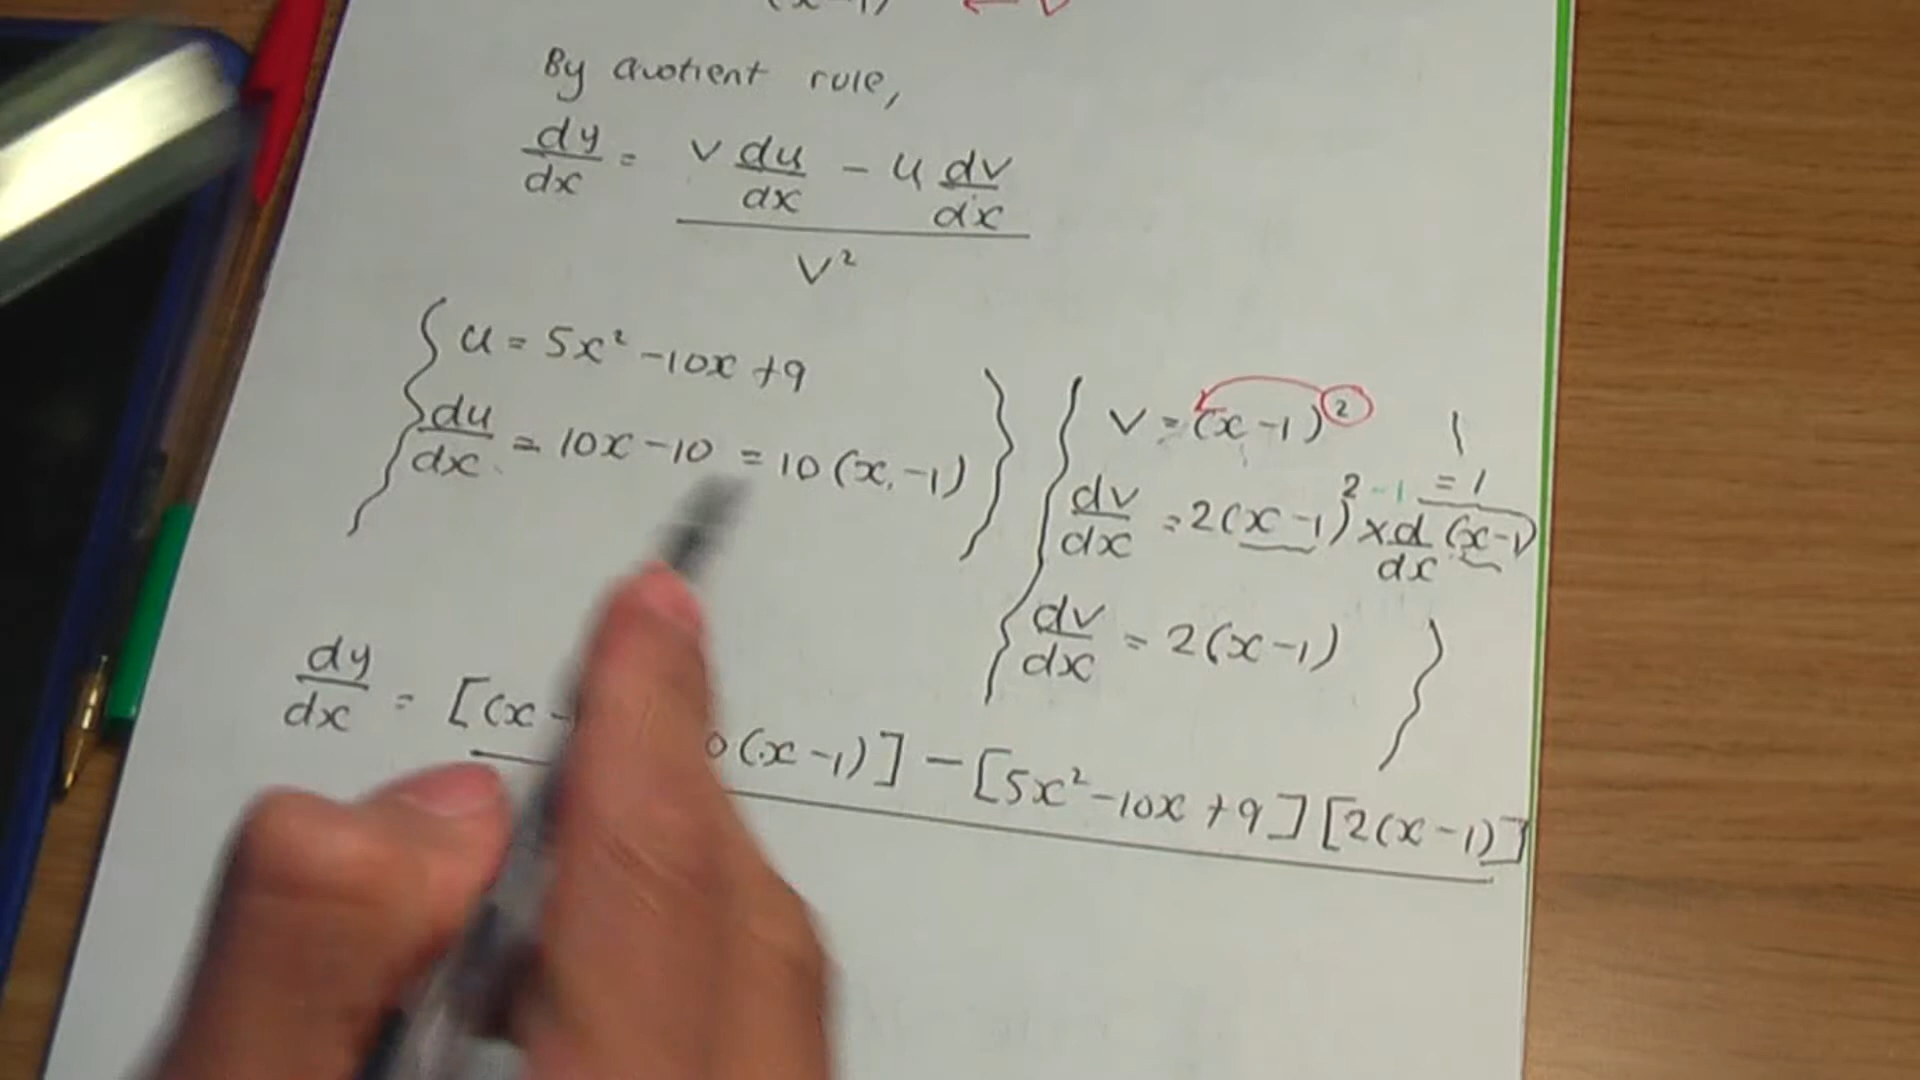 (x-1) ← V
By Quotient rule,
dy/dx = (v du/dx - u dv/dx) / v²
u = 5x² -10x +9
du/dx = 10x -10 = 10(x-1)
v = (x-1)²
dv/dx = 2(x-1)²⁻¹ ⁼¹ × d/dx (x-1)
dv/dx = 2(x-1)
dy/dx = [(x- 0(x-1)] - [5x² -10x +9][2(x-1)]